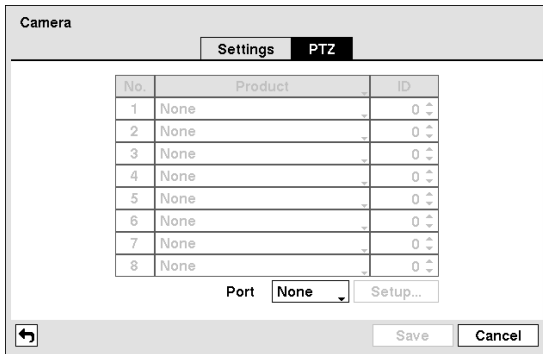 Camera
Settings PTZ
No. Product ID
1 None 0
2 None 0
3 None 0
4 None 0
5 None 0
6 None 0
7 None 0
8 None 0
Port None Setup...
Save Cancel